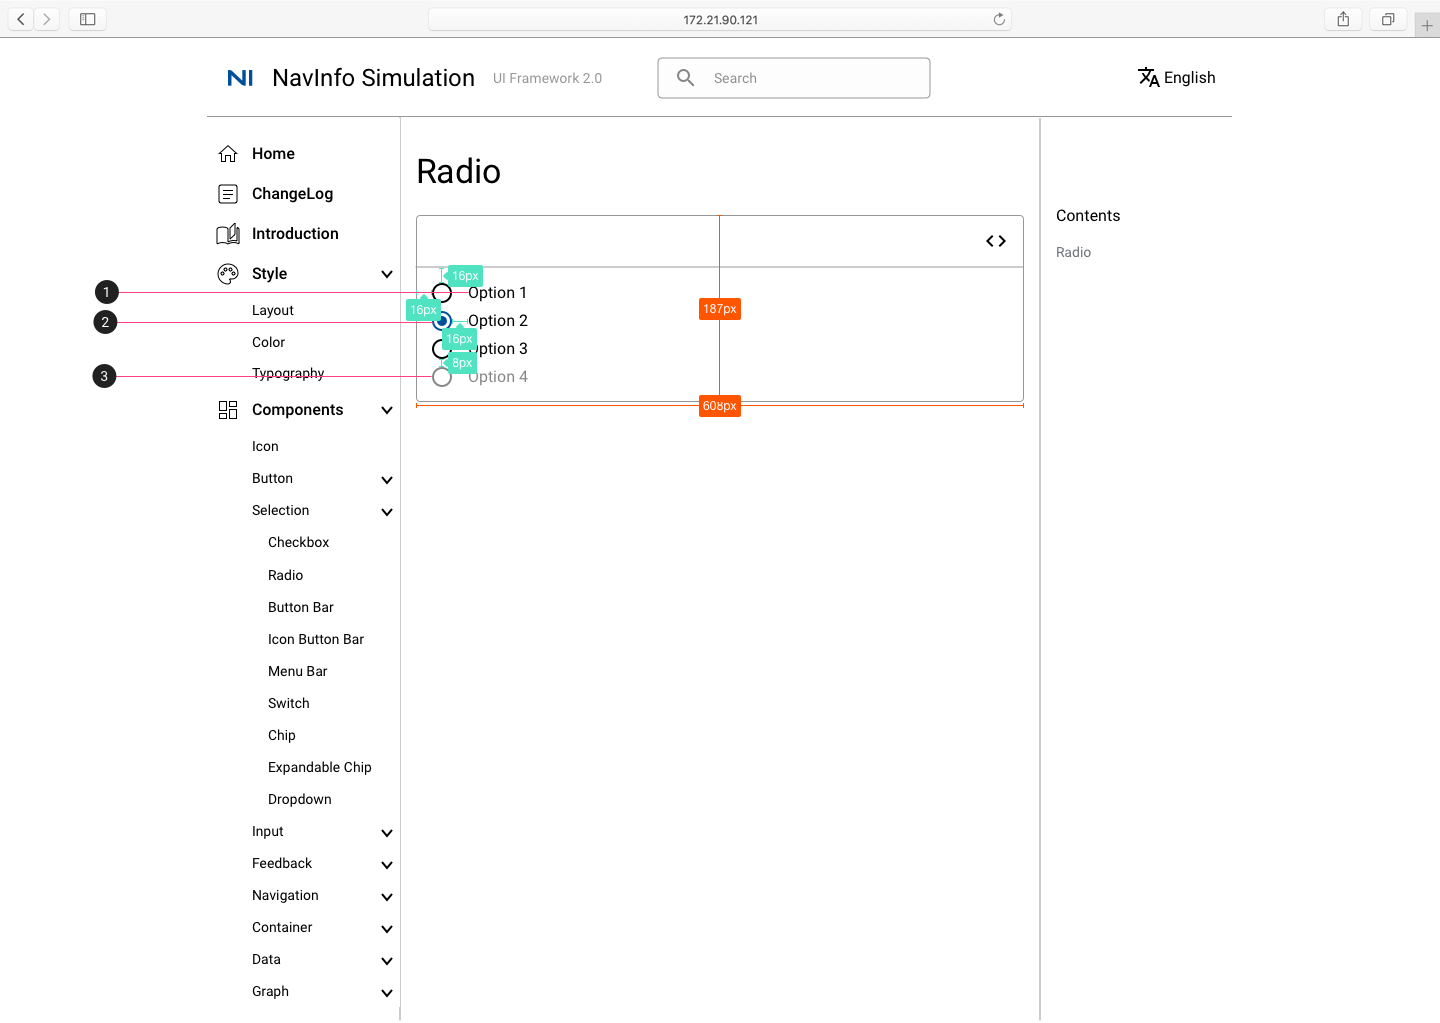 172.21.90.121
NI NavInfo Simulation UI Framework 2.0 Search English
Home
ChangeLog
Introduction
Style
Layout
Color
Typography
Components
Icon
Button
Selection
Checkbox
Radio
Button Bar
Icon Button Bar
Menu Bar
Switch
Chip
Expandable Chip
Dropdown
Input
Feedback
Navigation
Container
Data
Graph
Radio
16px
1 Option 1
16px 187px
2 Option 2
16px
Option 3
8px
3 Option 4
608px
Contents
Radio